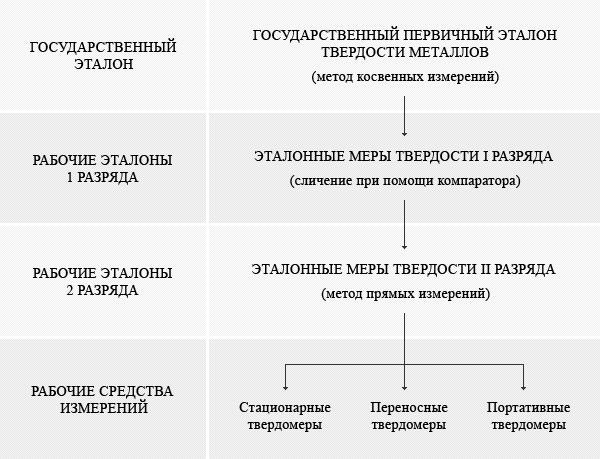 ГОСУДАРСТВЕННЫЙ
ЭТАЛОН
ГОСУДАРСТВЕННЫЙ ПЕРВИЧНЫЙ ЭТАЛОН
ТВЕРДОСТИ МЕТАЛЛОВ
(метод косвенных измерений)
РАБОЧИЕ ЭТАЛОНЫ
1 РАЗРЯДА
ЭТАЛОННЫЕ МЕРЫ ТВЕРДОСТИ I РАЗРЯДА
(сличение при помощи компаратора)
РАБОЧИЕ ЭТАЛОНЫ
2 РАЗРЯДА
ЭТАЛОННЫЕ МЕРЫ ТВЕРДОСТИ II РАЗРЯДА
(метод прямых измерений)
РАБОЧИЕ СРЕДСТВА
ИЗМЕРЕНИЙ
Стационарные
твердомеры
Переносные
твердомеры
Портативные
твердомеры